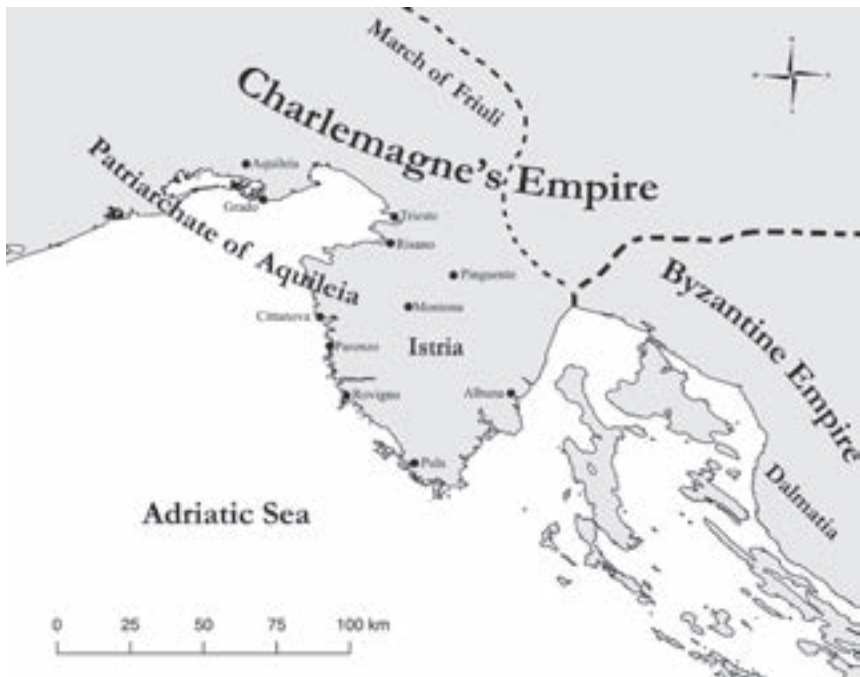 March of Friuli
Charlemagne's Empire
Patriarchate of Aquileia
Aquileia
Grado
Trieste
Risano
Pinguento
Cittanova
Montona
Parenzo
Istria
Byzantine Empire
Rovigno
Albona
Pula
Dalmatia
Adriatic Sea
0 25 50 75 100 km